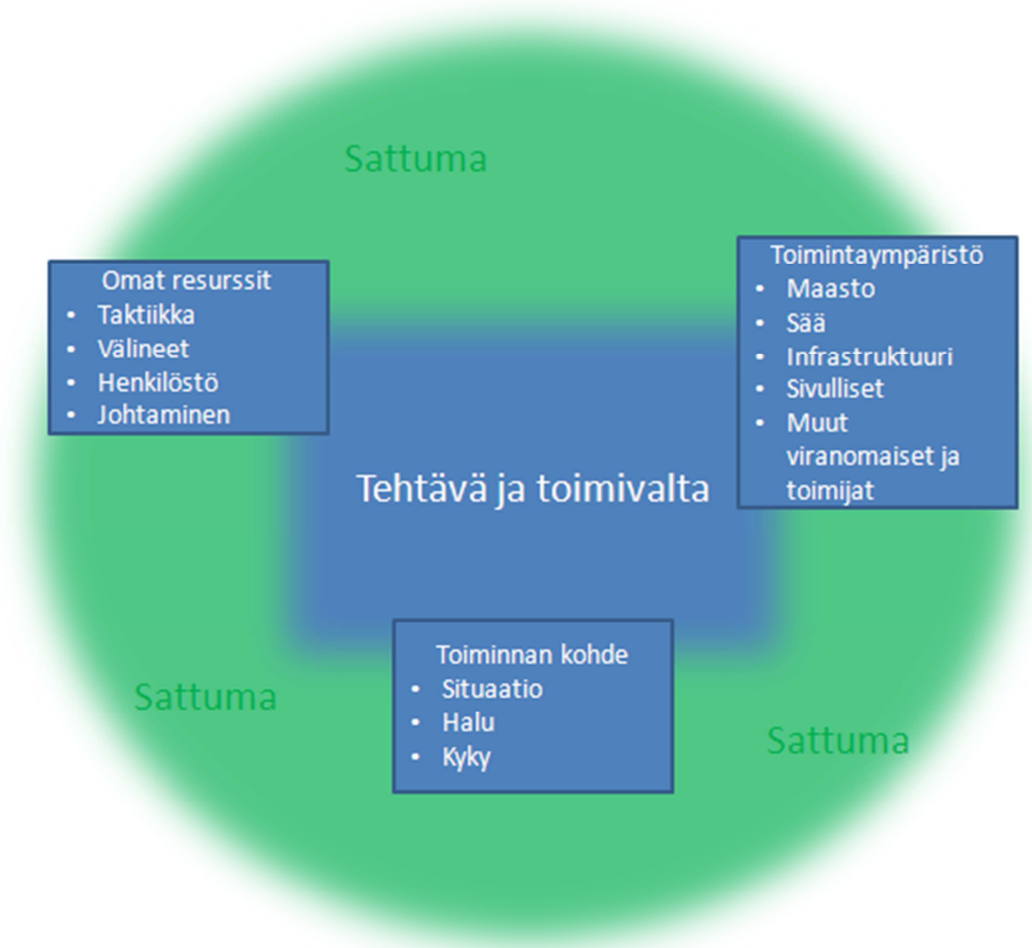 Sattuma
Omat resurssit
• Taktiikka
• Välineet
• Henkilöstö
• Johtaminen
Toimintaympäristö
• Maasto
• Sää
• Infrastruktuuri
• Sivulliset
• Muut
viranomaiset ja
toimijat
Tehtävä ja toimivalta
Toiminnan kohde
• Situaatio
• Halu
• Kyky
Sattuma
Sattuma